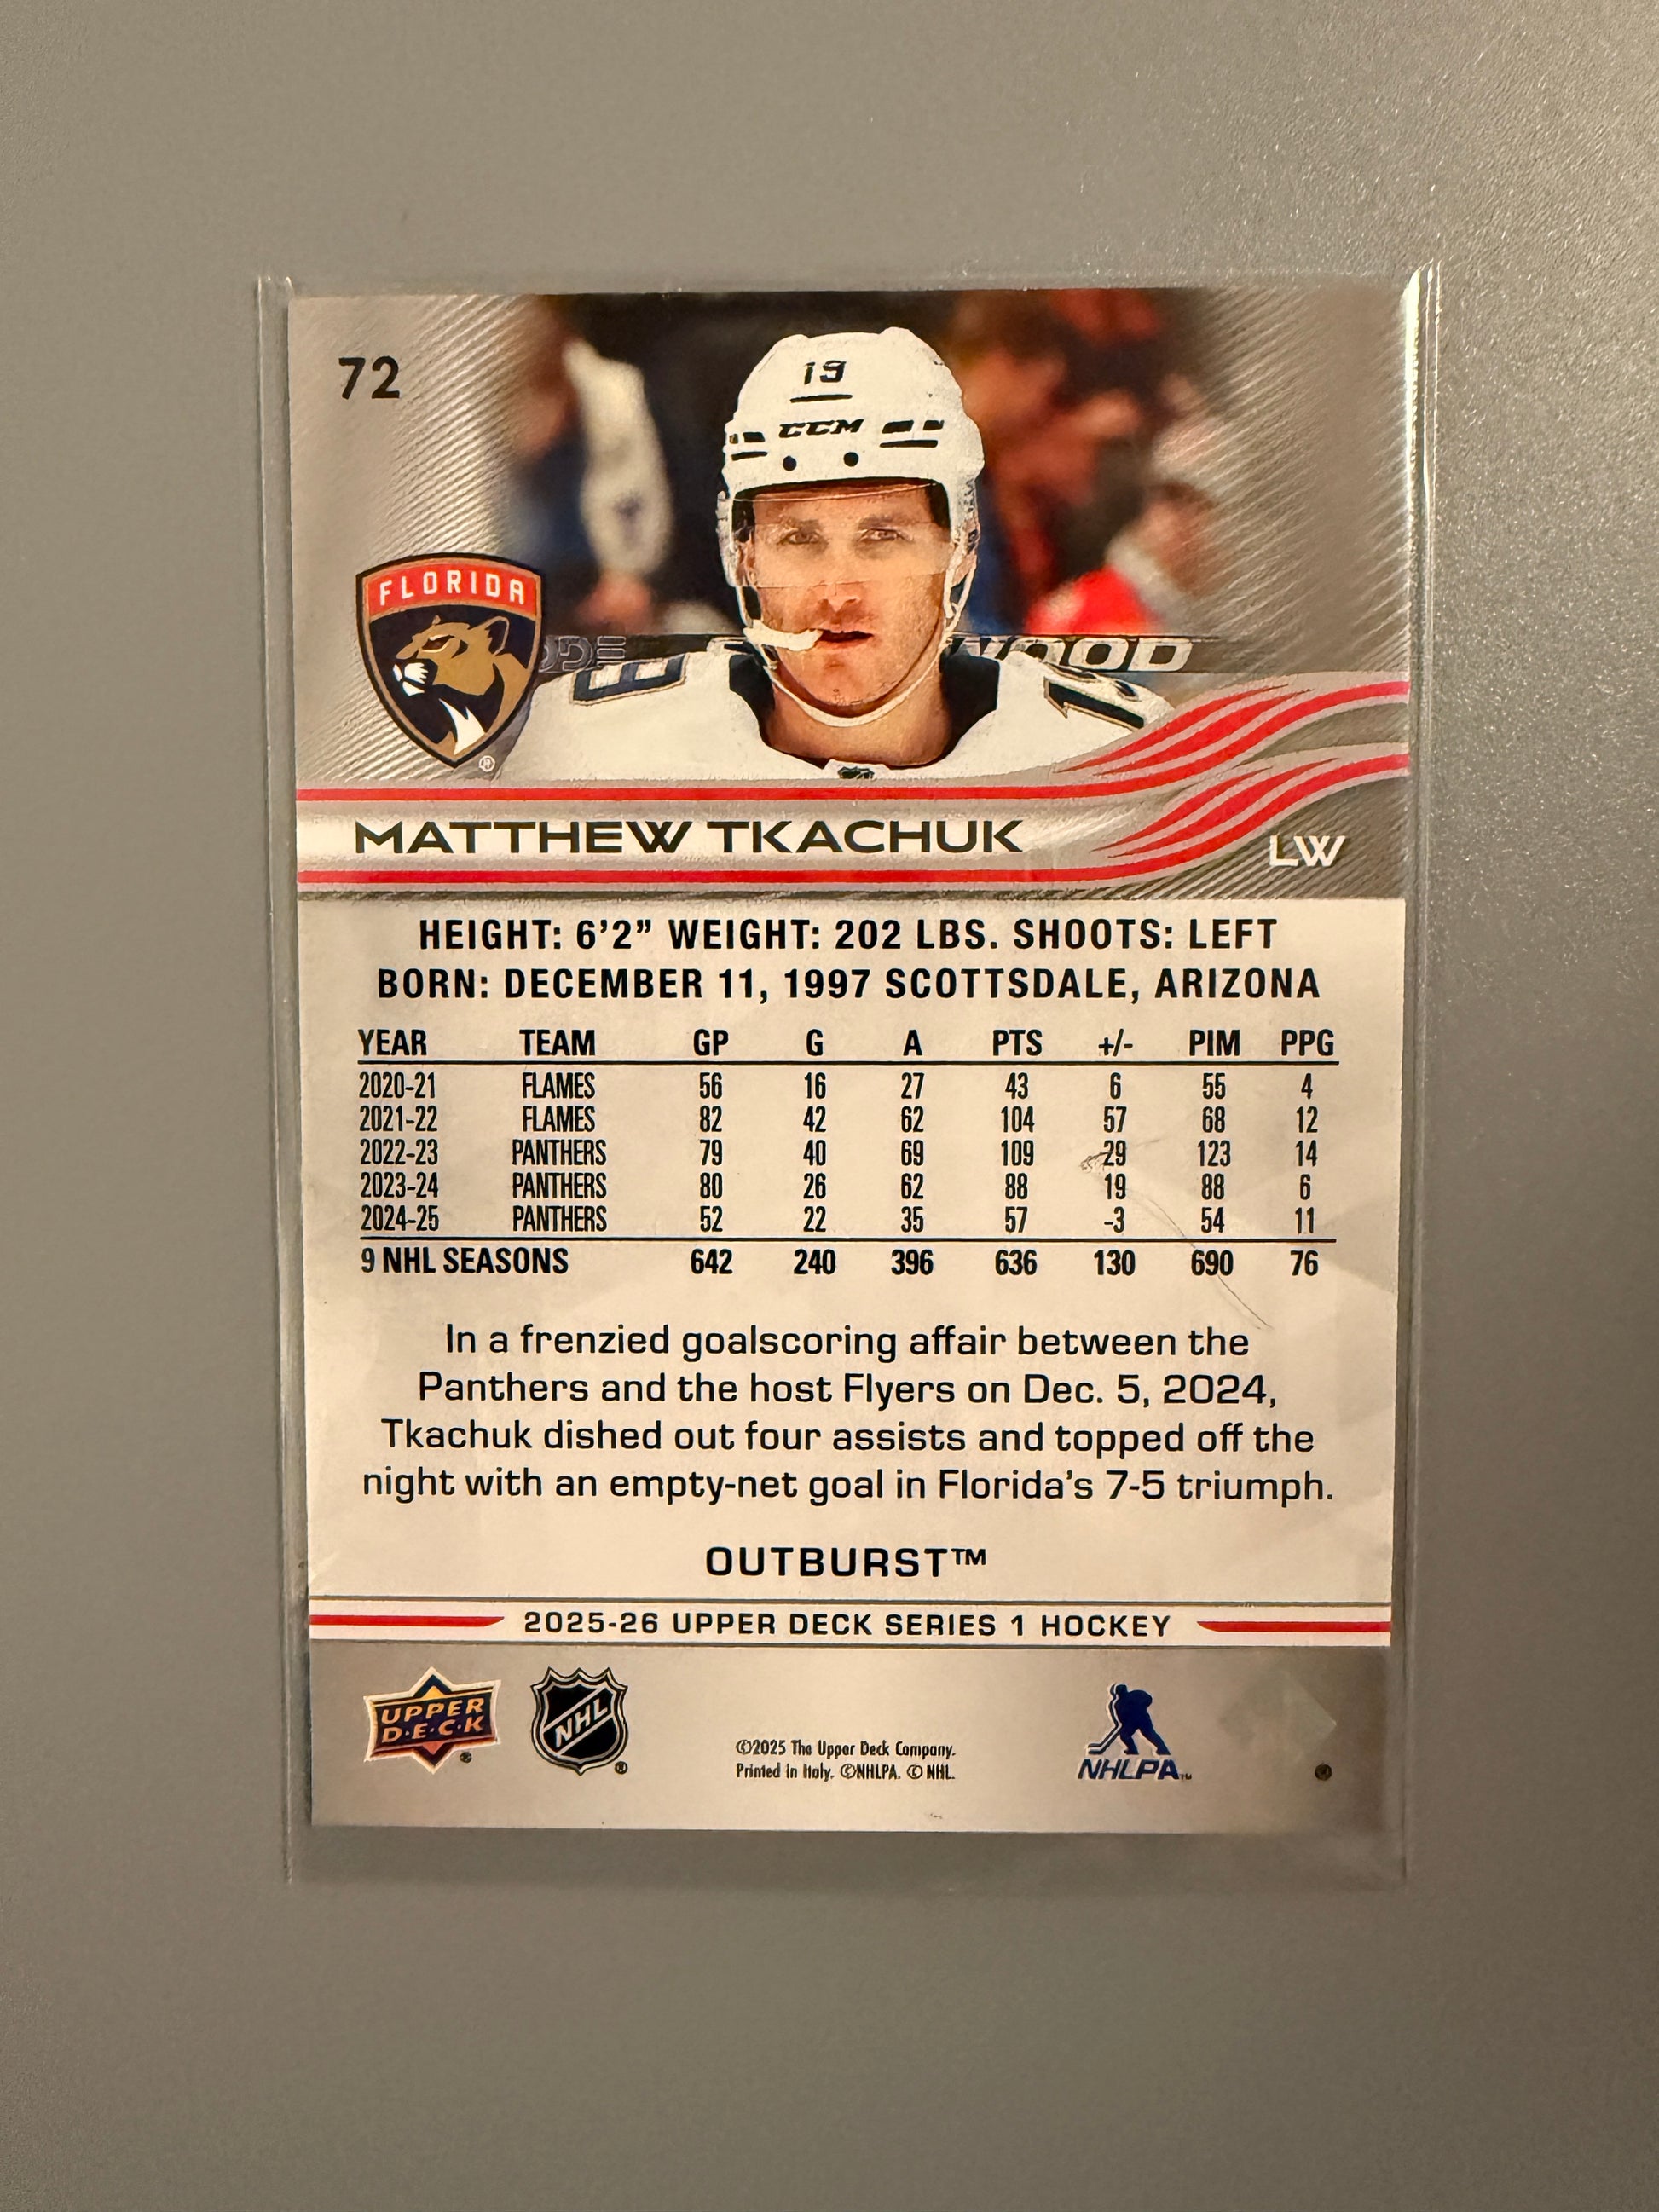 72
19
CCM
FLORIDA
®
WOOD
MATTHEW TKACHUK
LW
HEIGHT: 6'2" WEIGHT: 202 LBS. SHOOTS: LEFT
BORN: DECEMBER 11, 1997 SCOTTSDALE, ARIZONA
YEAR TEAM GP G A PTS +/- PIM PPG
2020-21 FLAMES 56 16 27 43 6 55 4
2021-22 FLAMES 82 42 62 104 57 68 12
2022-23 PANTHERS 79 40 69 109 29 123 14
2023-24 PANTHERS 80 26 62 88 19 88 6
2024-25 PANTHERS 52 22 35 57 -3 54 11
9 NHL SEASONS 642 240 396 636 130 690 76
In a frenzied goalscoring affair between the
Panthers and the host Flyers on Dec. 5, 2024,
Tkachuk dished out four assists and topped off the
night with an empty-net goal in Florida's 7-5 triumph.
OUTBURST™
2025-26 UPPER DECK SERIES 1 HOCKEY
UPPER
D·E·C·K
®
NHL
®
©2025 The Upper Deck Company.
Printed in Italy. ©NHLPA. © NHL.
NHLPA™